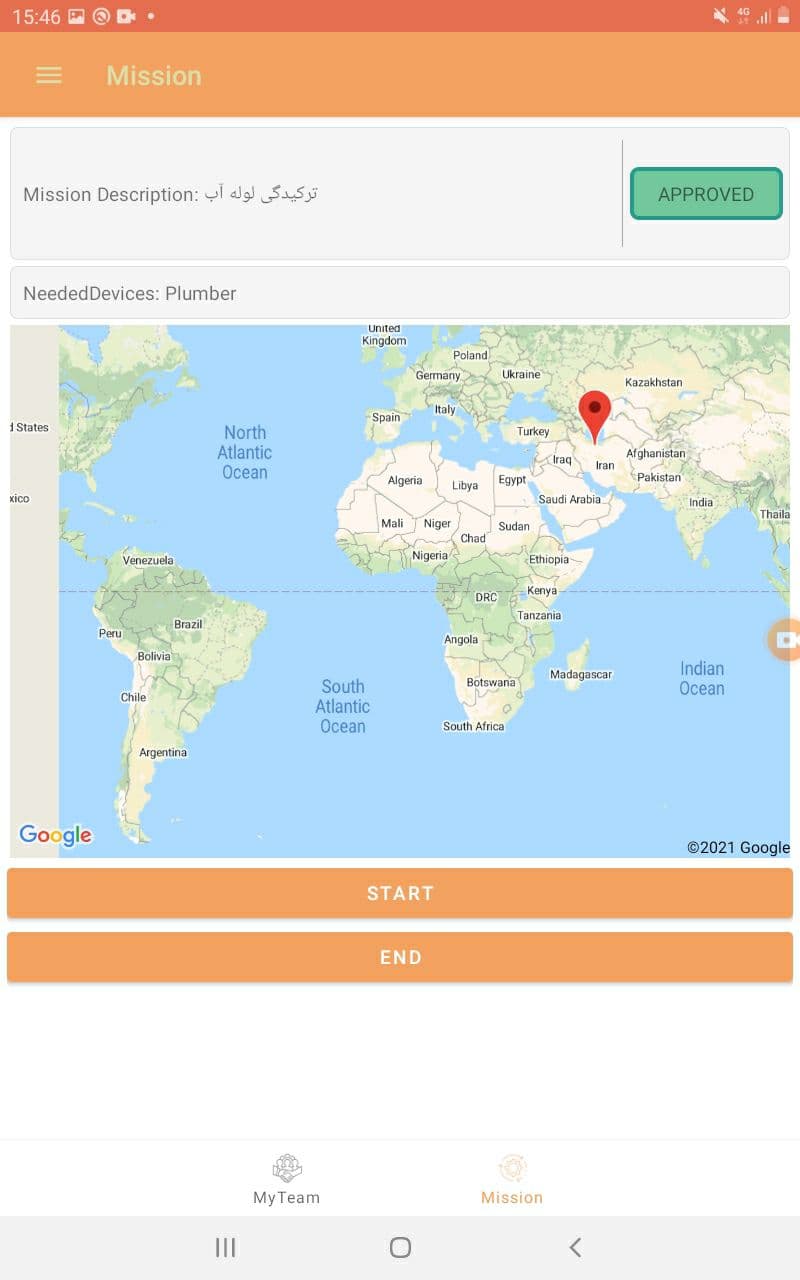 15:46
4G
Mission
Mission Description: ترکیدگی لوله آب
APPROVED
NeededDevices: Plumber
United
Kingdom
Poland
Germany
Ukraine
Kazakhstan
Italy
Spain
d States
North
Atlantic
Ocean
Turkey
Afghanistan
Iraq
Iran
Pakistan
Algeria
Libya
Egypt
xico
Saudi Arabia
India
Thaila
Mali
Niger
Sudan
Chad
Nigeria
Venezuela
Ethiopia
Kenya
DRC
Tanzania
Brazil
Peru
Angola
Bolivia
Madagascar
Indian
Ocean
Botswana
South
Atlantic
Ocean
Chile
South Africa
Argentina
Google
©2021 Google
START
END
MyTeam
Mission